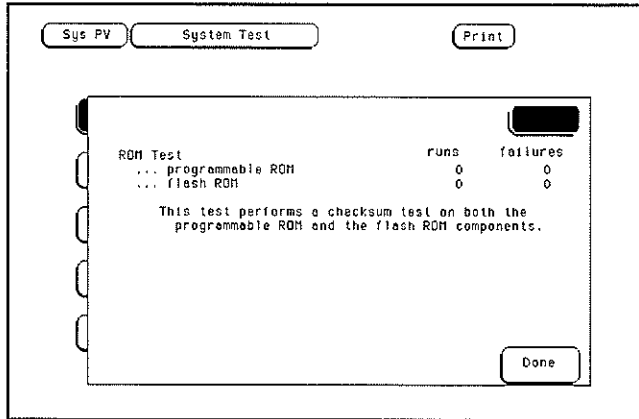 Sys PV System Test Print
ROM Test runs failures
... programmable ROM 0 0
... flash ROM 0 0
This test performs a checksum test on both the
programmable ROM and the flash ROM components.
Done